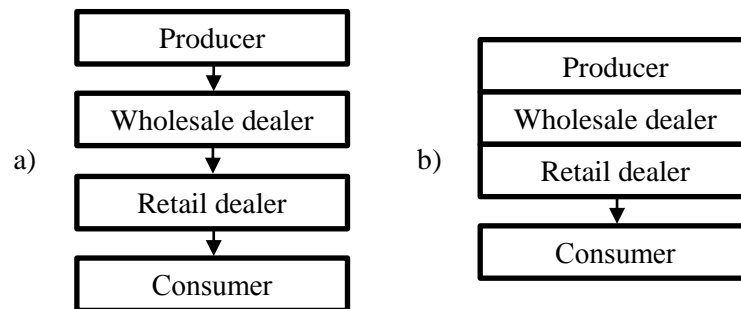 a)
Producer
Wholesale dealer
Retail dealer
Consumer
b)
Producer
Wholesale dealer
Retail dealer
Consumer